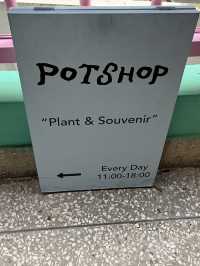 POTSHOP
"Plant & Souvenir"
Every Day
11:00-18:00